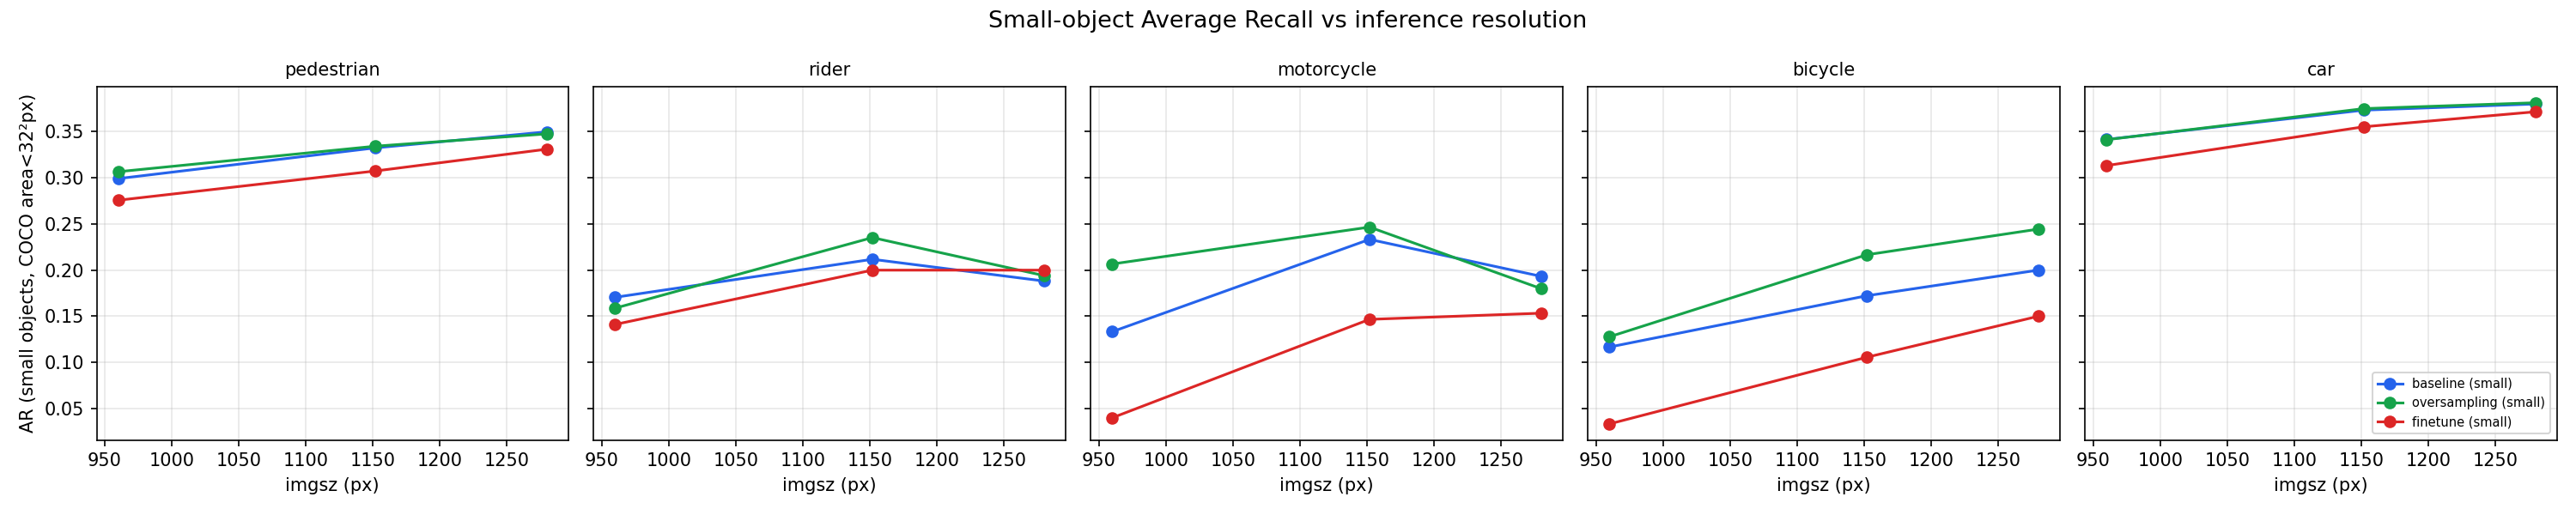 Small-object Average Recall vs inference resolution
pedestrian
rider
motorcycle
bicycle
car
AR (small objects, COCO area<32²px)
0.35
0.30
0.25
0.20
0.15
0.10
0.05
950 1000 1050 1100 1150 1200 1250
950 1000 1050 1100 1150 1200 1250
950 1000 1050 1100 1150 1200 1250
950 1000 1050 1100 1150 1200 1250
950 1000 1050 1100 1150 1200 1250
imgsz (px)
imgsz (px)
imgsz (px)
imgsz (px)
imgsz (px)
baseline (small)
oversampling (small)
finetune (small)